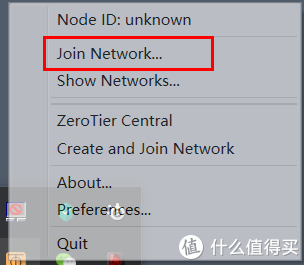 Node ID: unknown
Join Network...
Show Networks...
ZeroTier Central
Create and Join Network
About...
Preferences...
Quit
值 什么值得买